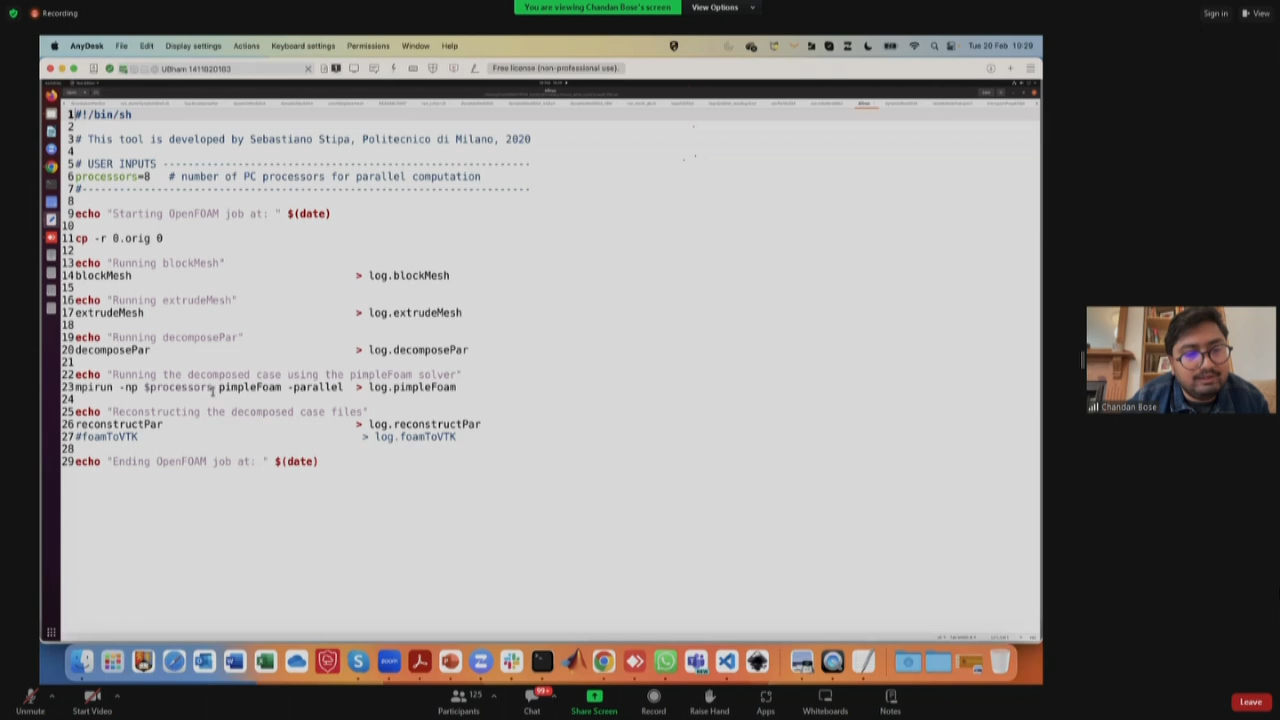 Recording
You are viewing Chandan Bose's screen
View Options
Sign in
View
AnyDesk File Edit Display settings Actions Keyboard settings Permissions Window Help
Tue 20 Feb 10:29
UBham 1411820183
Free license (non-professional use).
1#!/bin/sh
2
3# This tool is developed by Sebastiano Stipa, Politecnico di Milano, 2020
4
5# USER INPUTS -----------------------------------------------------------
6processors=8 # number of PC processors for parallel computation
7#------------------------------------------------------------------------
8
9echo "Starting OpenFOAM job at: " $(date)
10
11cp -r 0.orig 0
12
13echo "Running blockMesh"
14blockMesh > log.blockMesh
15
16echo "Running extrudeMesh"
17extrudeMesh > log.extrudeMesh
18
19echo "Running decomposePar"
20decomposePar > log.decomposePar
21
22echo "Running the decomposed case using the pimpleFoam solver"
23mpirun -np $processors pimpleFoam -parallel > log.pimpleFoam
24
25echo "Reconstructing the decomposed case files"
26reconstructPar > log.reconstructPar
27#foamToVTK > log.foamToVTK
28
29echo "Ending OpenFOAM job at: " $(date)
Chandan Bose
zoom
99+
125
Unmute
Start Video
Participants
Chat
Share Screen
Record
Raise Hand
Apps
Whiteboards
Notes
Leave